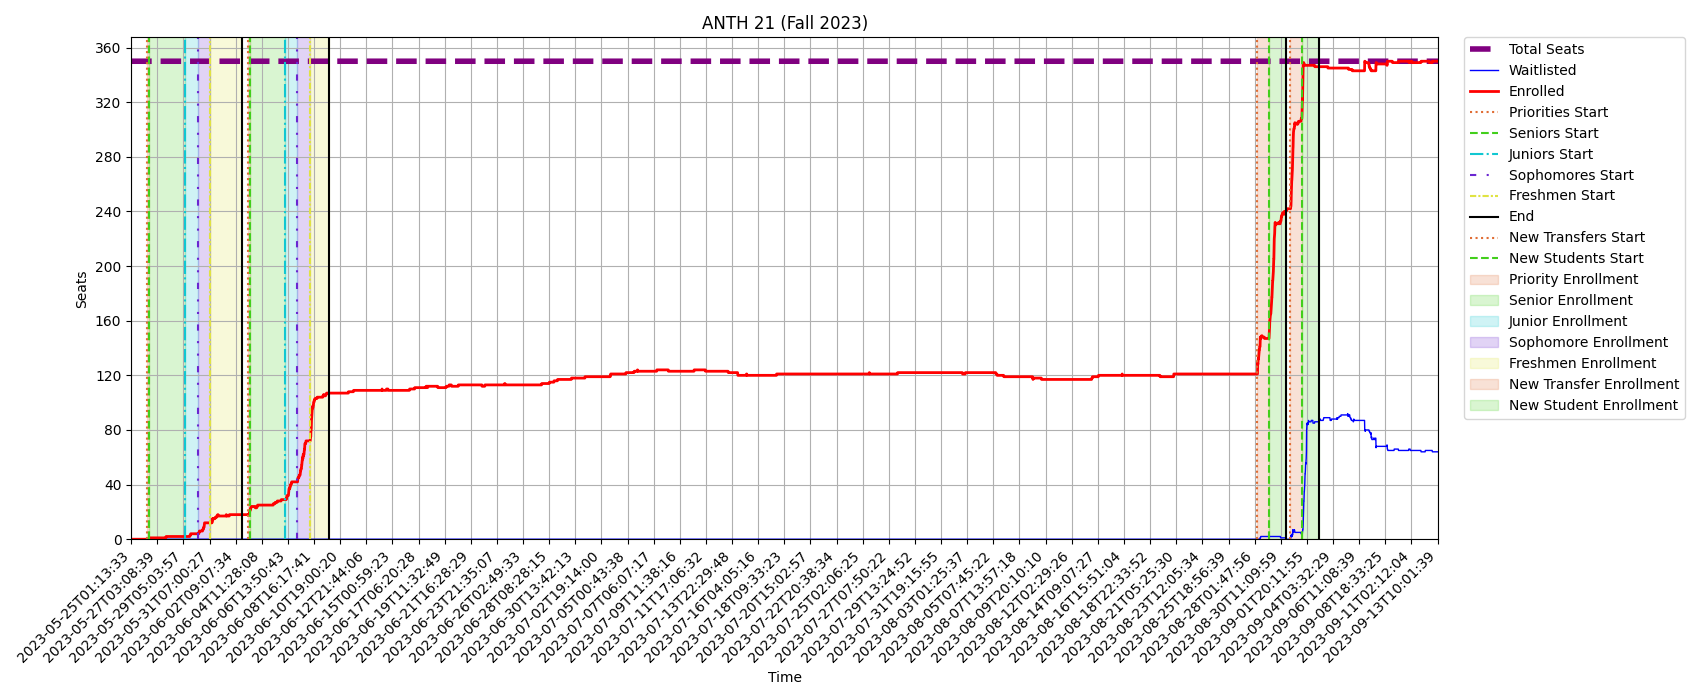 ANTH 21 (Fall 2023)
360
320
280
240
200
160
120
80
40
0
Seats
2023-05-25T01:13:33
2023-05-27T03:08:39
2023-05-29T05:03:57
2023-05-31T07:00:27
2023-06-02T09:07:34
2023-06-04T11:28:05
2023-06-06T13:50:43
2023-06-08T16:17:41
2023-06-10T19:00:20
2023-06-12T21:44:06
2023-06-15T00:59:23
2023-06-17T06:20:28
2023-06-19T11:32:49
2023-06-21T16:28:29
2023-06-23T21:35:07
2023-06-26T02:49:33
2023-06-28T08:28:15
2023-06-30T13:42:13
2023-07-02T19:14:00
2023-07-05T00:43:38
2023-07-07T06:07:17
2023-07-09T11:38:16
2023-07-11T17:06:32
2023-07-13T22:29:48
2023-07-16T04:05:16
2023-07-18T09:33:23
2023-07-20T15:02:57
2023-07-22T20:38:34
2023-07-25T02:06:25
2023-07-27T07:50:22
2023-07-29T13:24:52
2023-07-31T19:15:55
2023-08-03T01:25:37
2023-08-05T07:45:22
2023-08-07T13:57:18
2023-08-09T20:10:10
2023-08-12T02:29:26
2023-08-14T09:07:27
2023-08-16T15:51:04
2023-08-18T22:33:52
2023-08-21T05:25:30
2023-08-23T12:05:34
2023-08-25T18:56:39
2023-08-28T01:47:56
2023-08-30T11:09:59
2023-09-01T20:11:55
2023-09-04T03:32:29
2023-09-06T11:08:39
2023-09-08T18:33:25
2023-09-11T02:12:04
2023-09-13T10:01:39
Time
Total Seats
Waitlisted
Enrolled
Priorities Start
Seniors Start
Juniors Start
Sophomores Start
Freshmen Start
End
New Transfers Start
New Students Start
Priority Enrollment
Senior Enrollment
Junior Enrollment
Sophomore Enrollment
Freshmen Enrollment
New Transfer Enrollment
New Student Enrollment